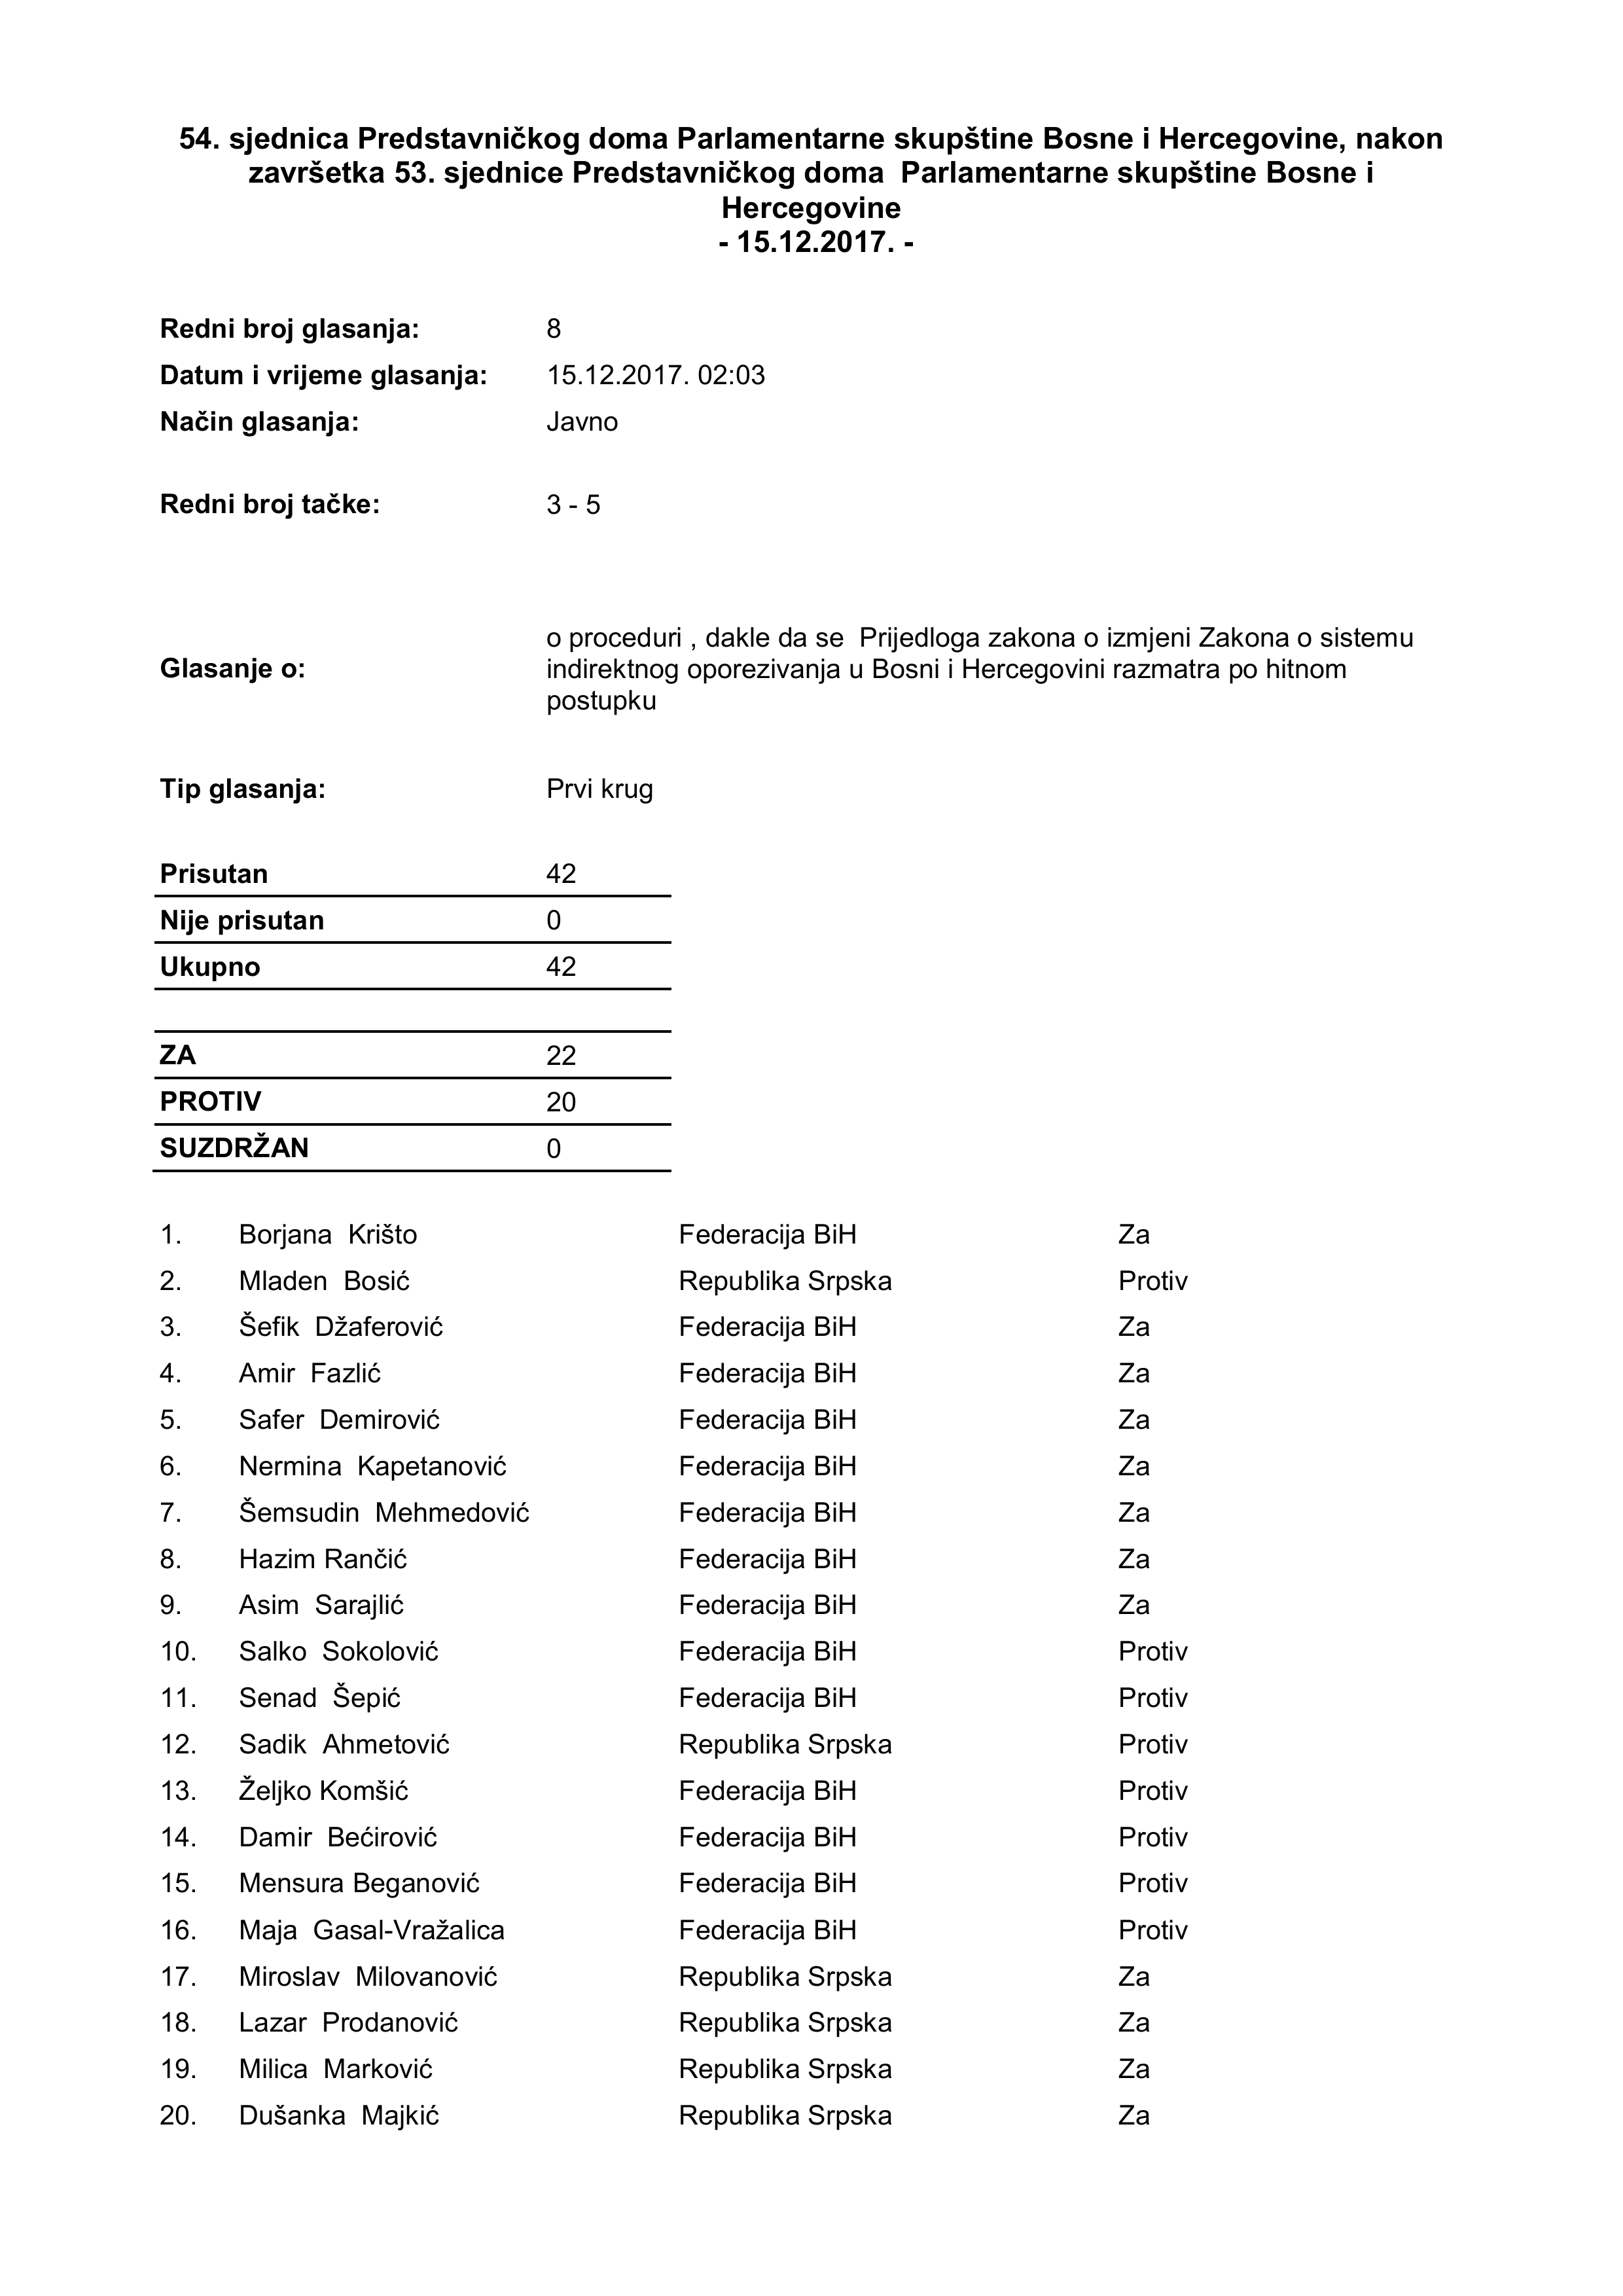 54. sjednica Predstavničkog doma Parlamentarne skupštine Bosne i Hercegovine, nakon
završetka 53. sjednice Predstavničkog doma  Parlamentarne skupštine Bosne i
Hercegovine
- 15.12.2017. -
Redni broj glasanja: 8
Datum i vrijeme glasanja: 15.12.2017. 02:03
Način glasanja: Javno
Redni broj tačke: 3 - 5
Glasanje o: o proceduri , dakle da se  Prijedloga zakona o izmjeni Zakona o sistemu
indirektnog oporezivanja u Bosni i Hercegovini razmatra po hitnom
postupku
Tip glasanja: Prvi krug
Prisutan 42
Nije prisutan 0
Ukupno 42
ZA 22
PROTIV 20
SUZDRŽAN 0
1. Borjana  Krišto Federacija BiH Za
2. Mladen  Bosić Republika Srpska Protiv
3. Šefik  Džaferović Federacija BiH Za
4. Amir  Fazlić Federacija BiH Za
5. Safer  Demirović Federacija BiH Za
6. Nermina  Kapetanović Federacija BiH Za
7. Šemsudin  Mehmedović Federacija BiH Za
8. Hazim Rančić Federacija BiH Za
9. Asim  Sarajlić Federacija BiH Za
10. Salko  Sokolović Federacija BiH Protiv
11. Senad  Šepić Federacija BiH Protiv
12. Sadik  Ahmetović Republika Srpska Protiv
13. Željko Komšić Federacija BiH Protiv
14. Damir  Bećirović Federacija BiH Protiv
15. Mensura Beganović Federacija BiH Protiv
16. Maja  Gasal-Vražalica Federacija BiH Protiv
17. Miroslav  Milovanović Republika Srpska Za
18. Lazar  Prodanović Republika Srpska Za
19. Milica  Marković Republika Srpska Za
20. Dušanka  Majkić Republika Srpska Za